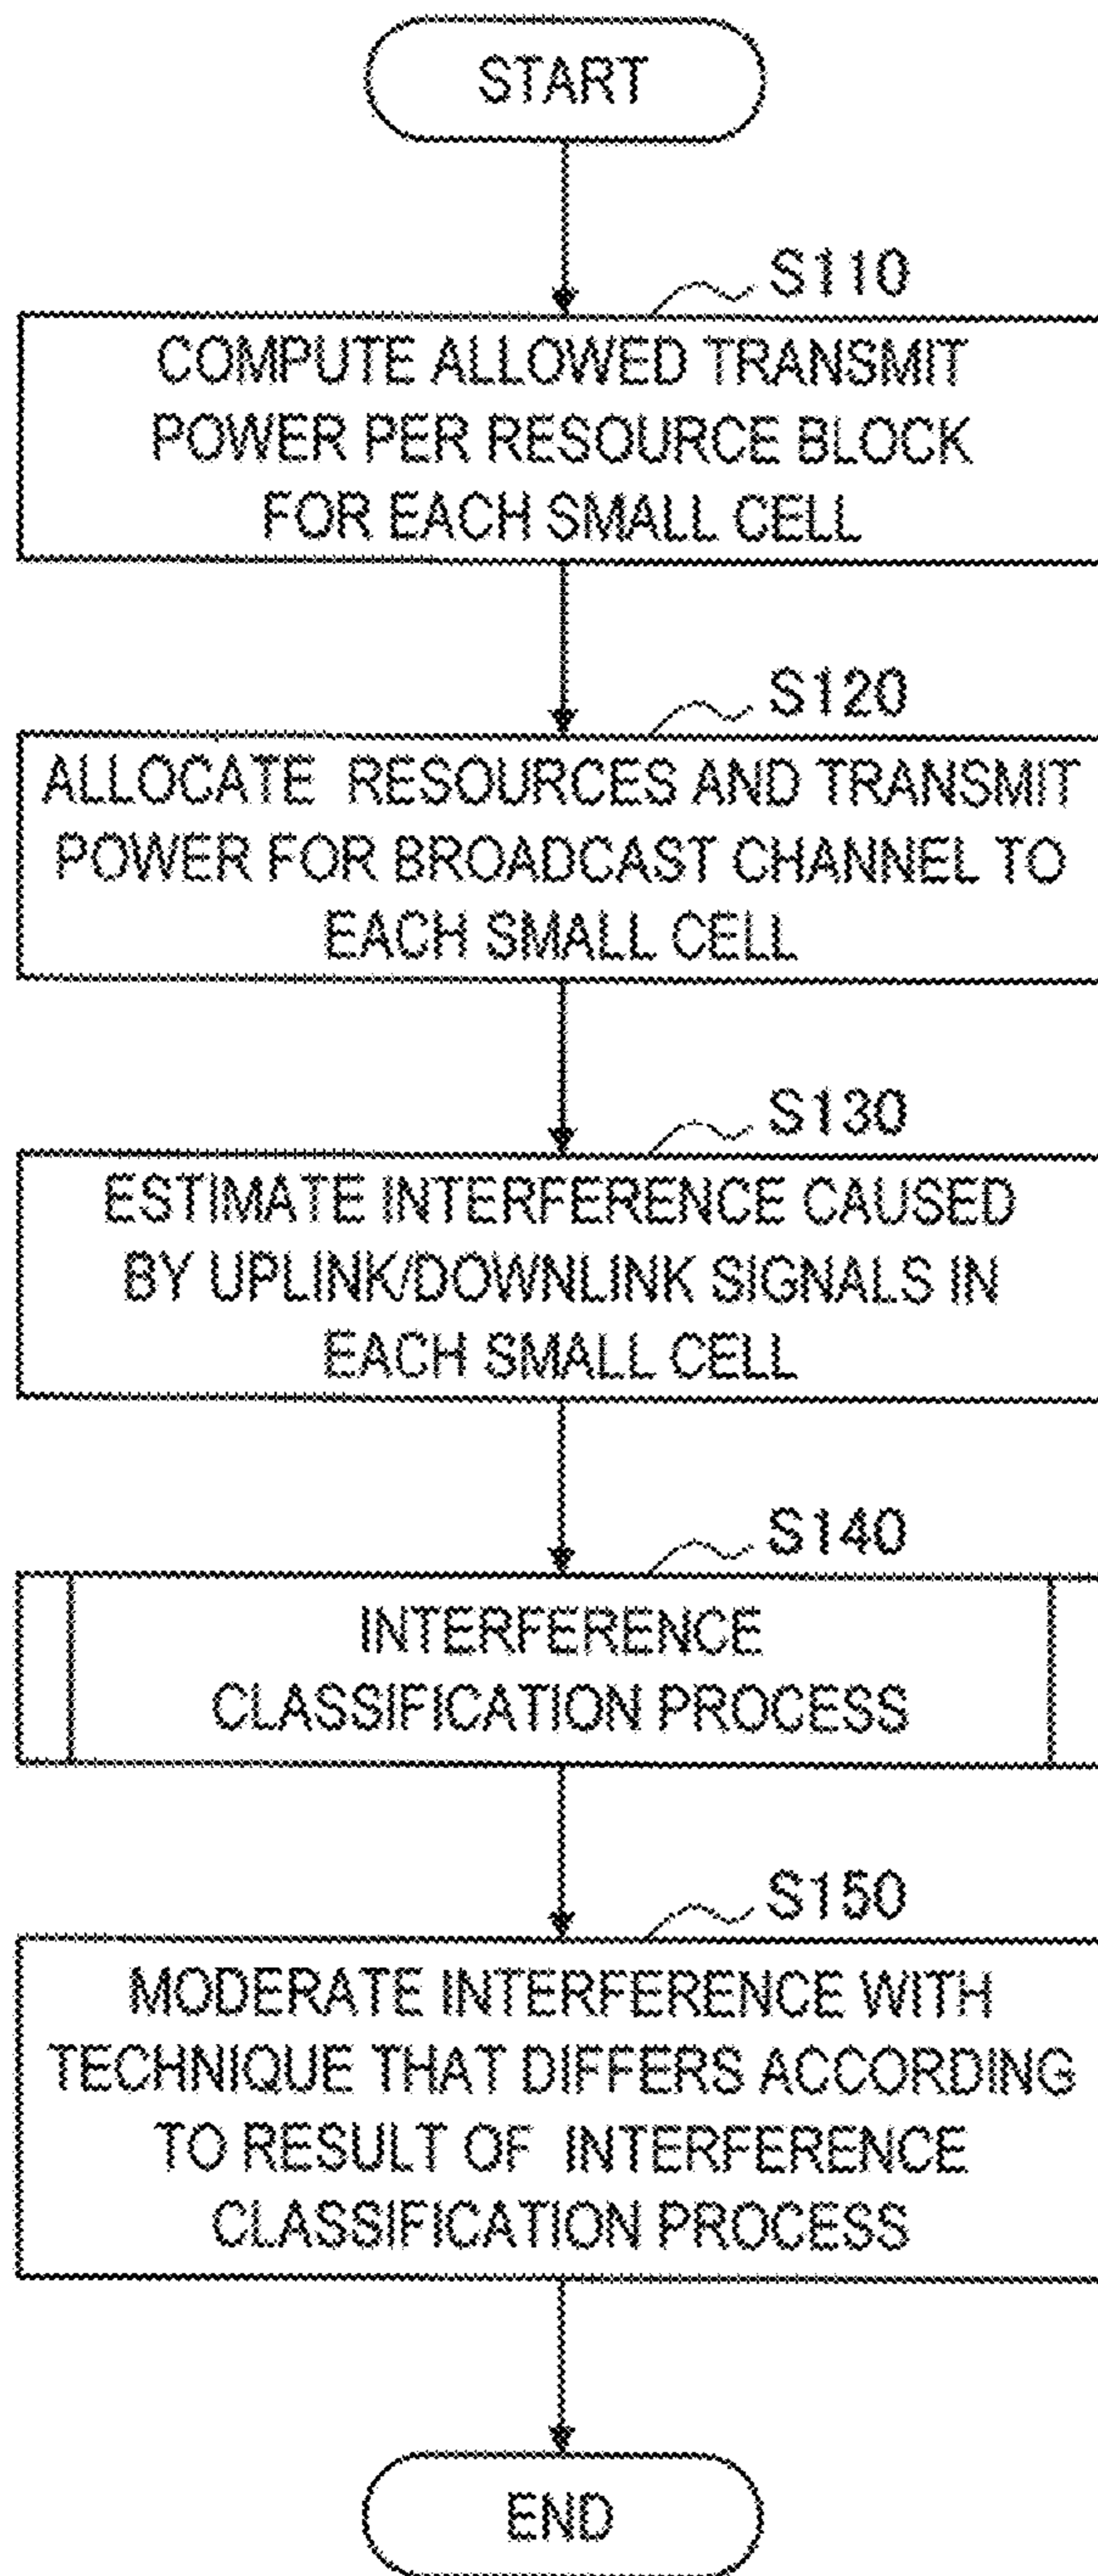 START
S110
COMPUTE ALLOWED TRANSMIT
POWER PER RESOURCE BLOCK
FOR EACH SMALL CELL
S120
ALLOCATE RESOURCES AND TRANSMIT
POWER FOR BROADCAST CHANNEL TO
EACH SMALL CELL
S130
ESTIMATE INTERFERENCE CAUSED
BY UPLINK/DOWNLINK SIGNALS IN
EACH SMALL CELL
S140
INTERFERENCE
CLASSIFICATION PROCESS
S150
MODERATE INTERFERENCE WITH
TECHNIQUE THAT DIFFERS ACCORDING
TO RESULT OF INTERFERENCE
CLASSIFICATION PROCESS
END